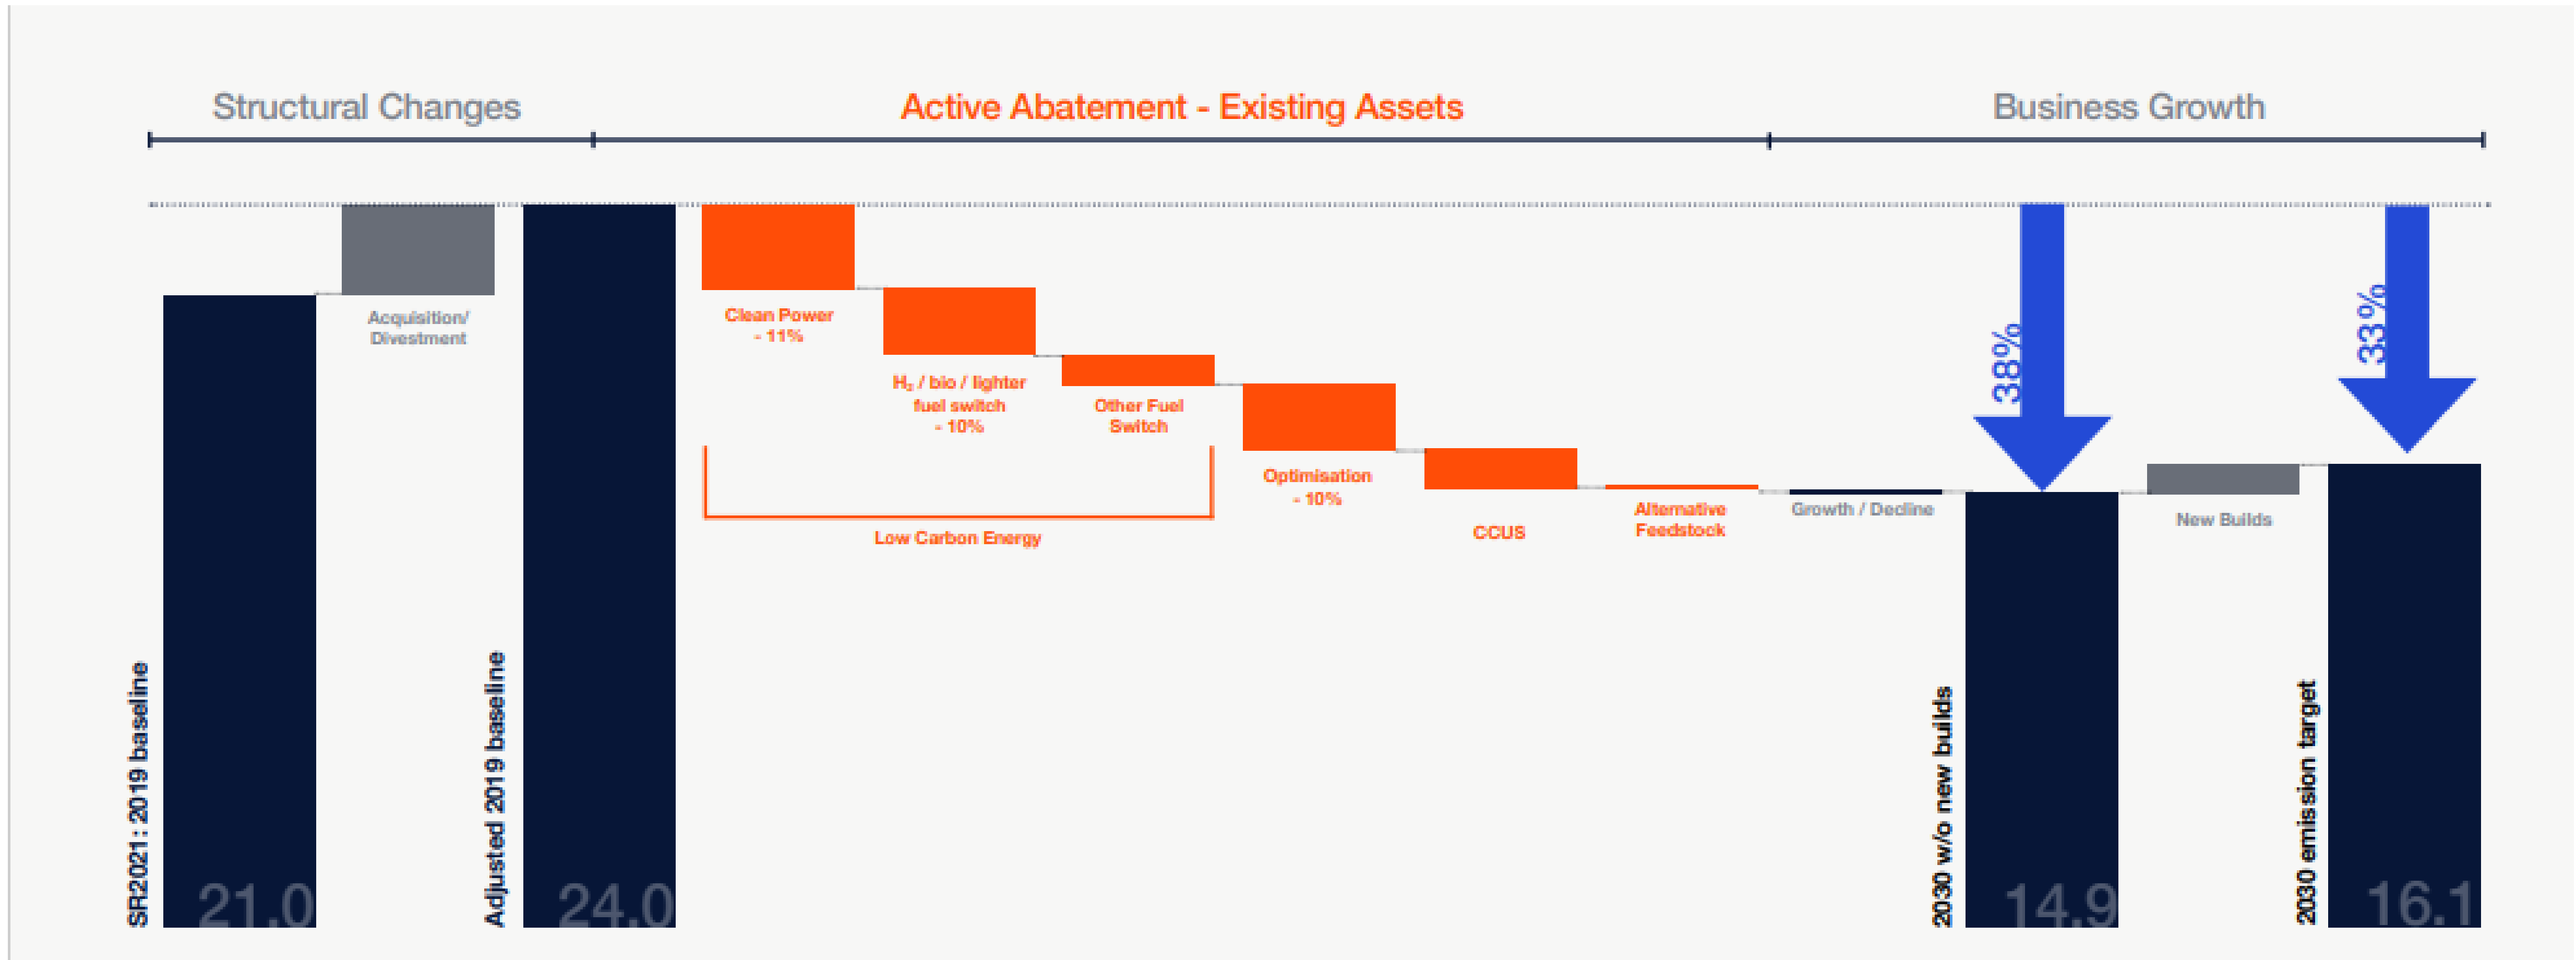 Structural Changes
Active Abatement - Existing Assets
Business Growth
SR2021: 2019 baseline
21.0
Acquisition/
Divestment
Adjusted 2019 baseline
24.0
Clean Power
- 11%
H₂ / bio / lighter
fuel switch
- 10%
Other Fuel
Switch
Low Carbon Energy
Optimisation
- 10%
CCUS
Alternative
Feedstock
Growth / Decline
38%
2030 w/o new builds
14.9
New Builds
33%
2030 emission target
16.1